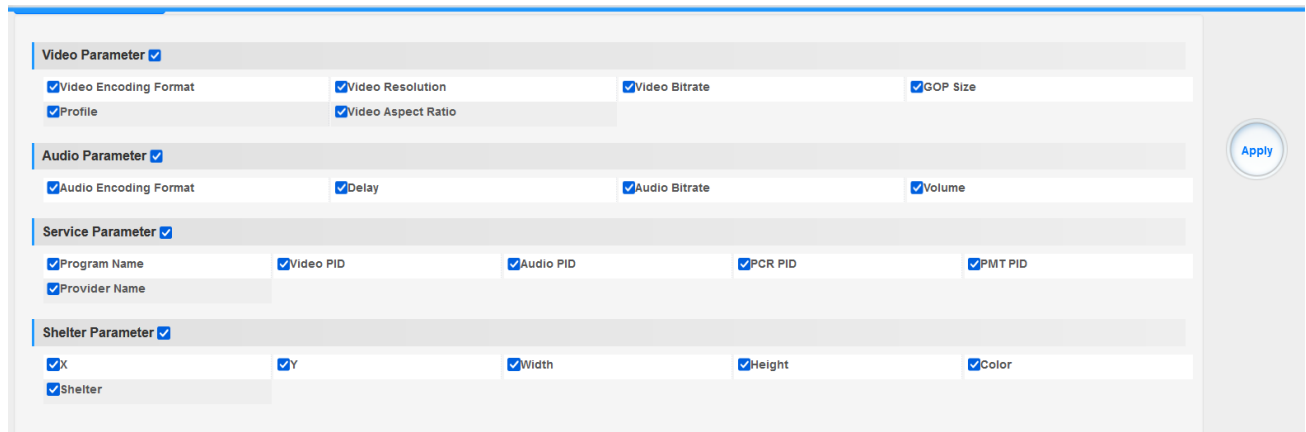 Video Parameter
Video Encoding Format Video Resolution Video Bitrate GOP Size
Profile Video Aspect Ratio
Audio Parameter
Apply
Audio Encoding Format Delay Audio Bitrate Volume
Service Parameter
Program Name Video PID Audio PID PCR PID PMT PID
Provider Name
Shelter Parameter
X Y Width Height Color
Shelter